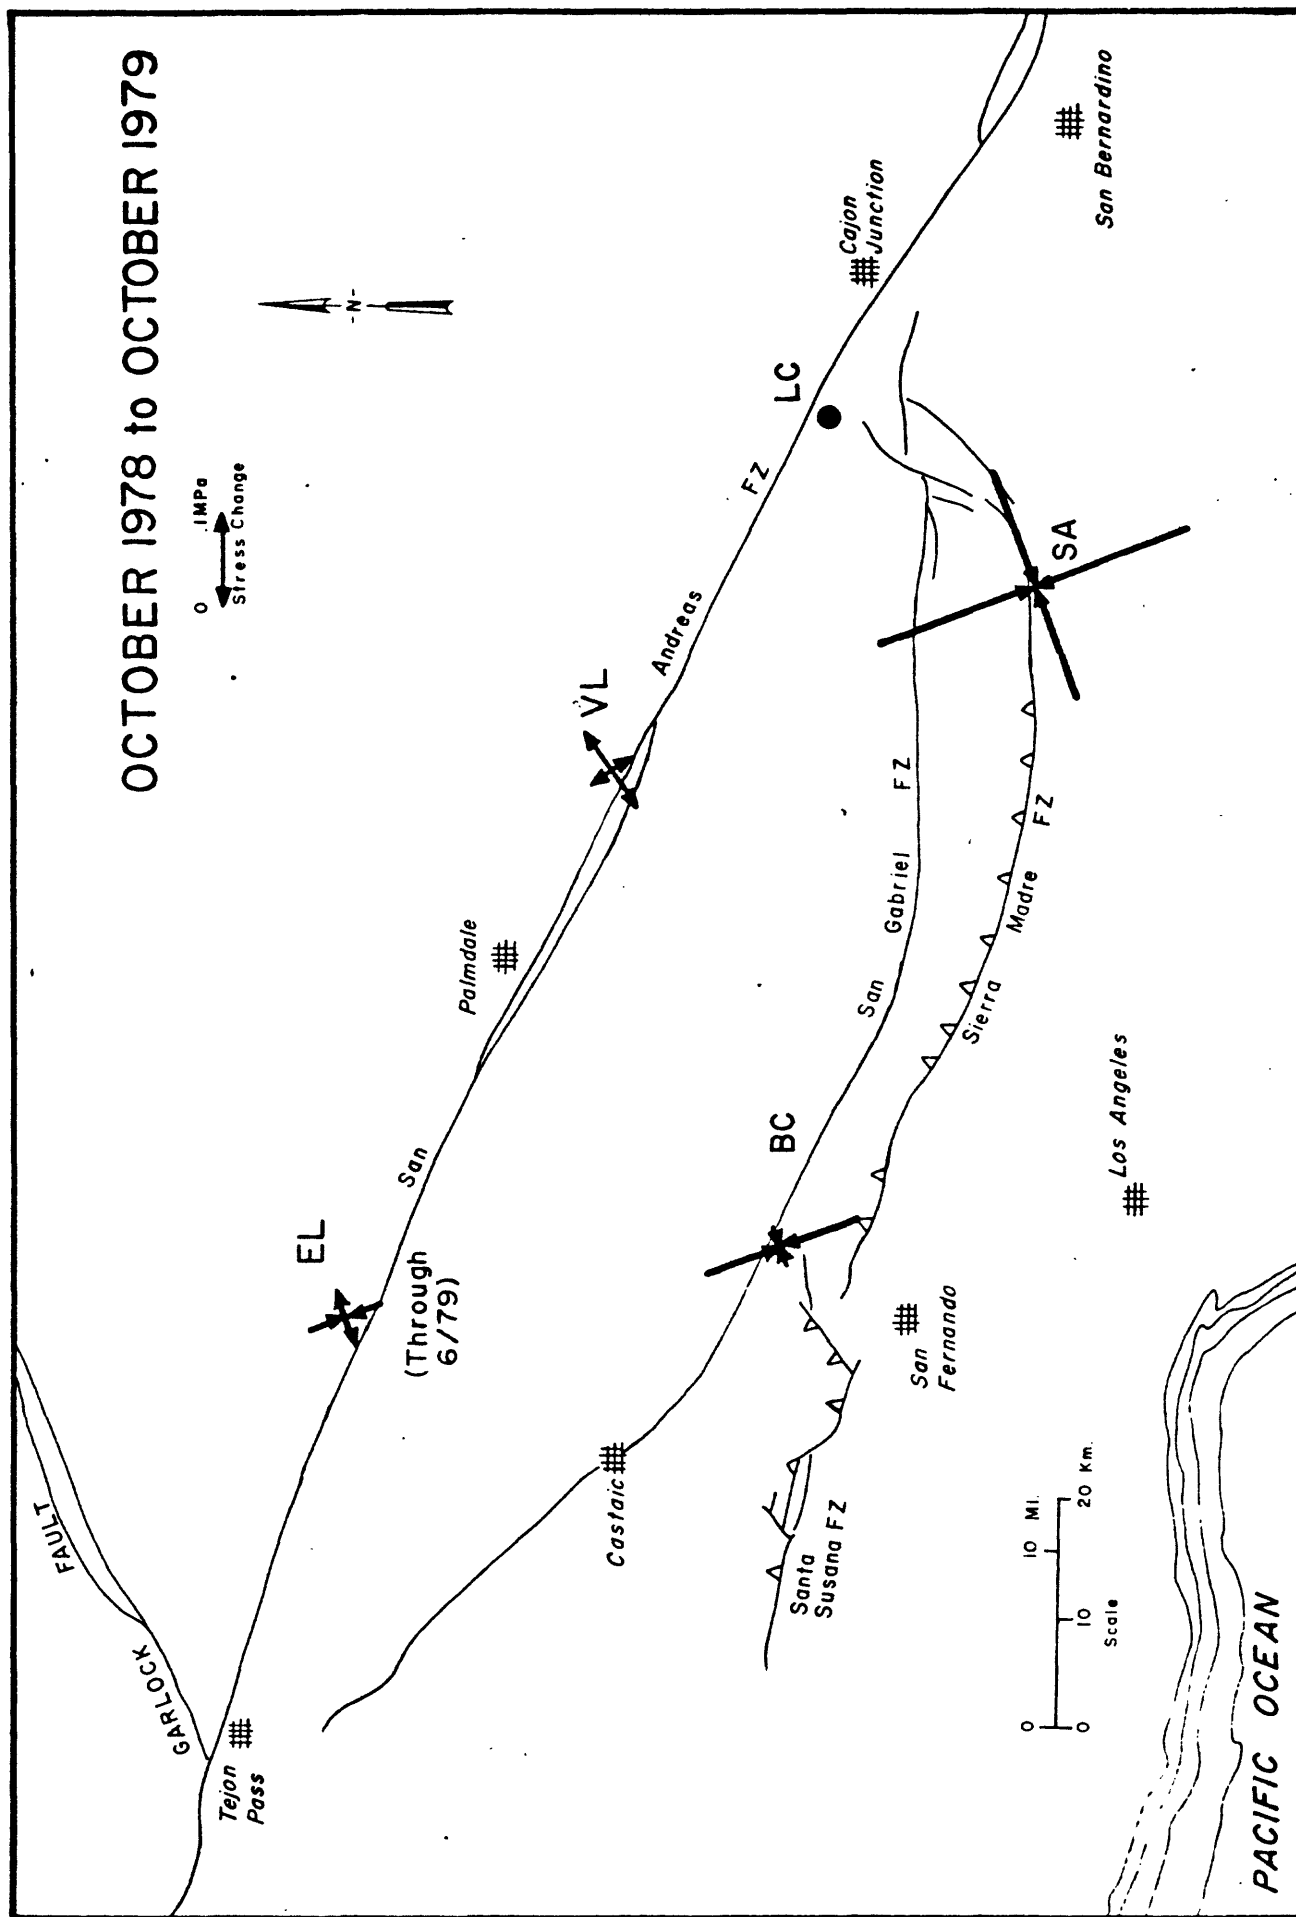 OCTOBER 1978 to OCTOBER 1979
0 .1MPa
Stress Change
-N-
FAULT
GARLOCK
Tejon
Pass
EL
(Through
6/79)
San
Palmdale
VL
Andreas
FZ
LC
Cajon
Junction
San Bernardino
Castaic
BC
San
Gabriel
FZ
SA
Santa
Susana FZ
San
Fernando
Sierra
Madre
FZ
Los Angeles
0 10 MI.
0 10 20 Km.
Scale
PACIFIC OCEAN